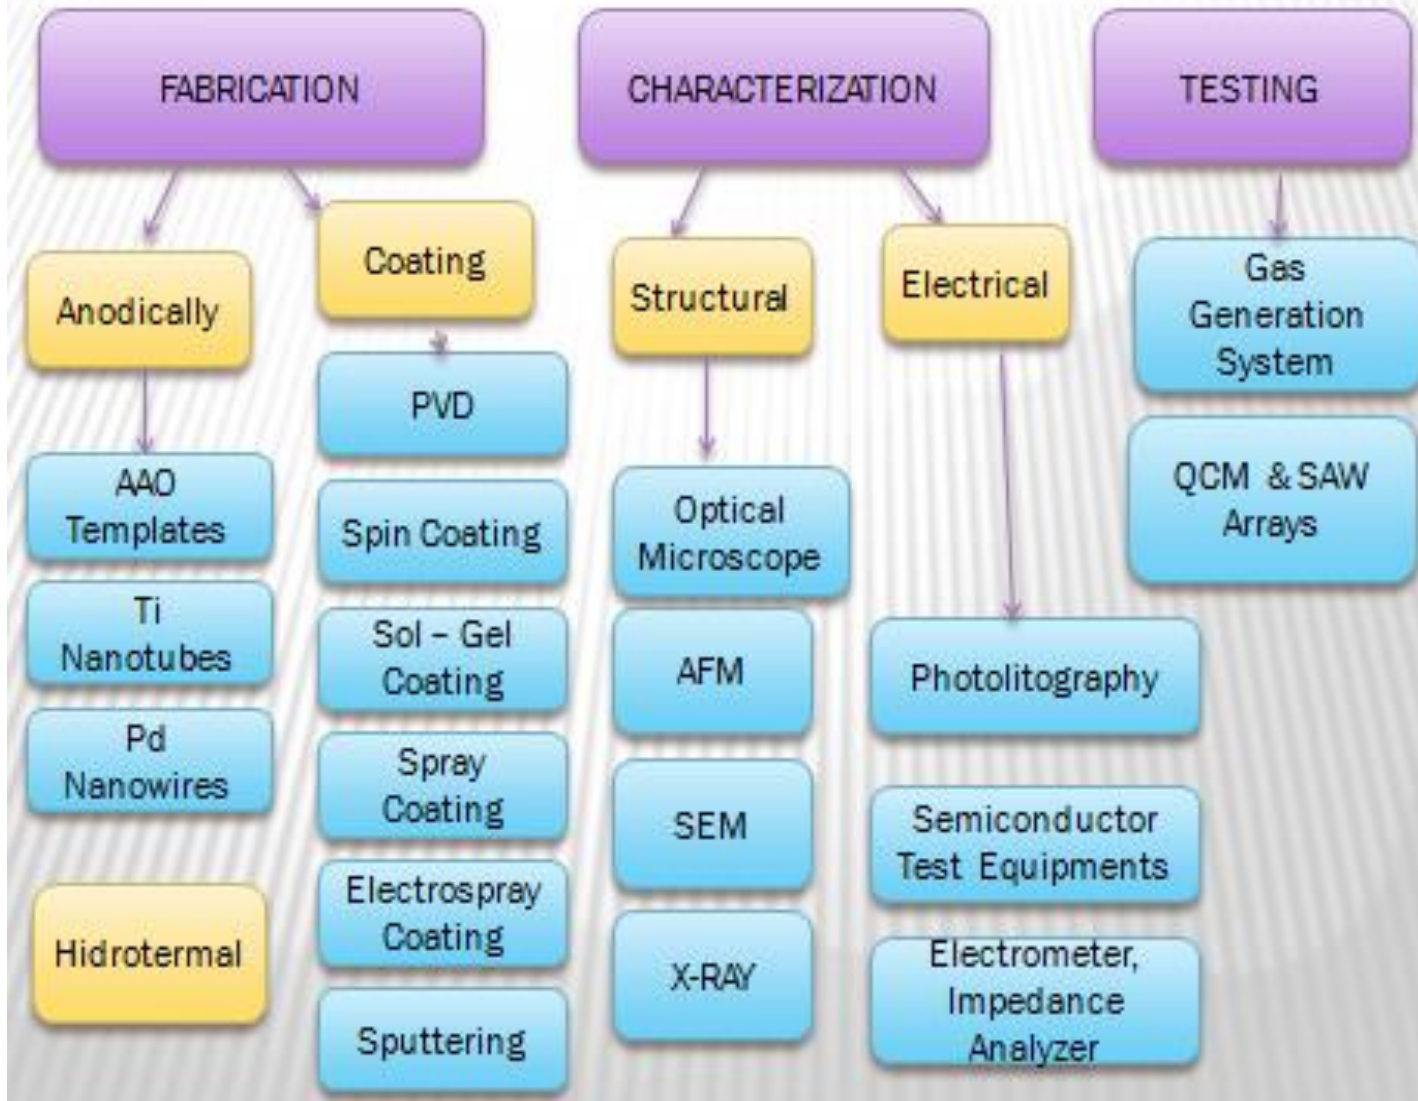 FABRICATION
CHARACTERIZATION
TESTING
Anodically
Coating
Structural
Electrical
Gas
Generation
System
AAO
Templates
Ti
Nanotubes
Pd
Nanowires
Hidrotermal
PVD
Spin Coating
Sol – Gel
Coating
Spray
Coating
Electrospray
Coating
Sputtering
Optical
Microscope
AFM
SEM
X-RAY
Photolitography
Semiconductor
Test Equipments
Electrometer,
Impedance
Analyzer
QCM & SAW
Arrays